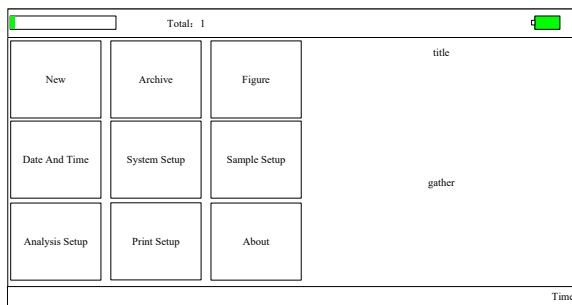 Total：1
New Archive Figure
title
Date And Time System Setup Sample Setup
gather
Analysis Setup Print Setup About
Time